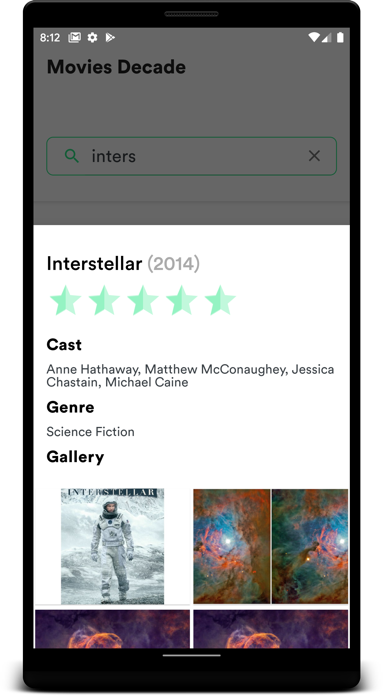 8:12
Movies Decade
inters
Interstellar (2014)
Cast
Anne Hathaway, Matthew McConaughey, Jessica
Chastain, Michael Caine
Genre
Science Fiction
Gallery
INTERSTELLAR